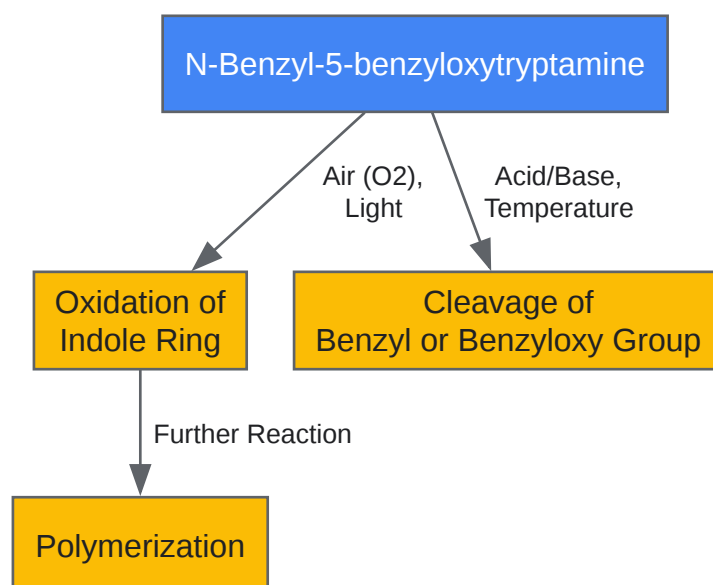 N-Benzyl-5-benzyloxytryptamine
Air (O2),
Light
Acid/Base,
Temperature
Oxidation of
Indole Ring
Cleavage of
Benzyl or Benzyloxy Group
Further Reaction
Polymerization